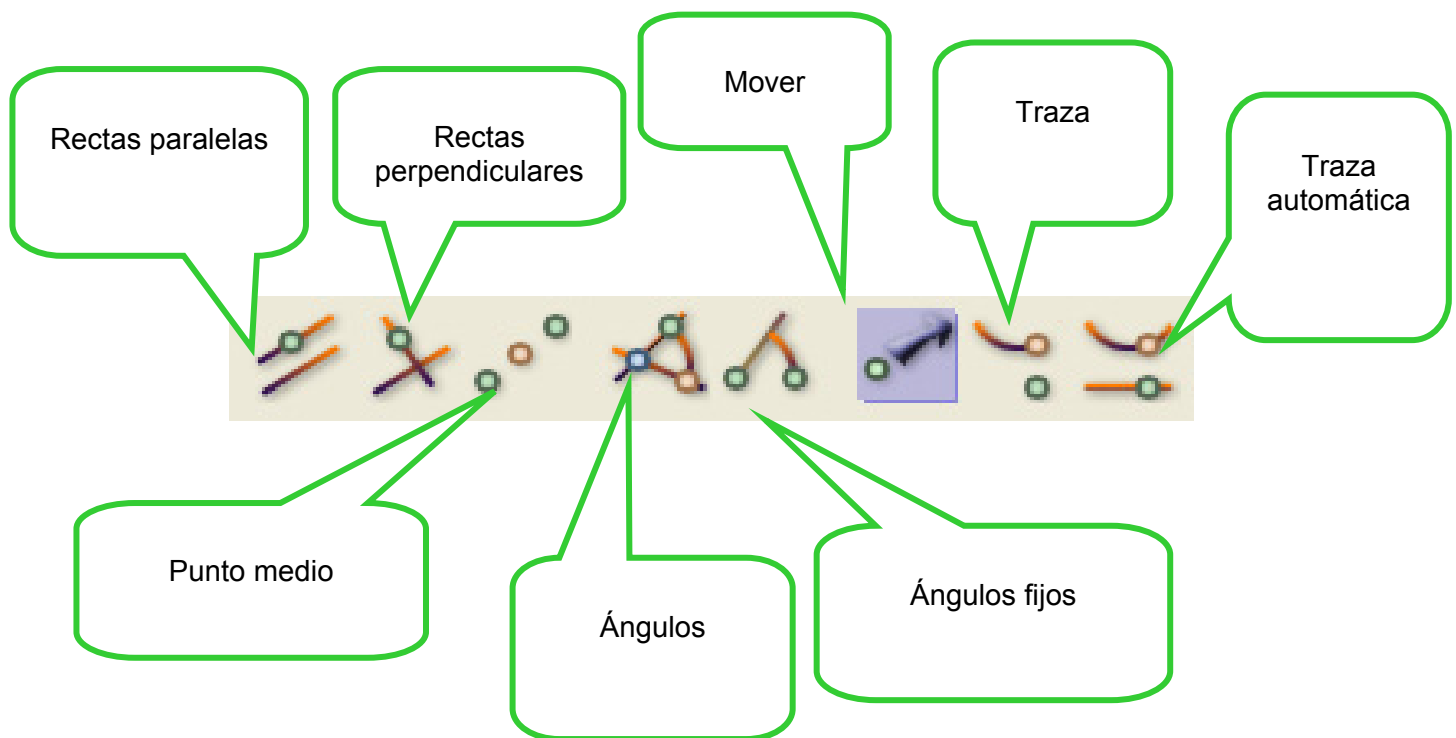 Rectas paralelas
Rectas
perpendiculares
Mover
Traza
Traza
automática
Punto medio
Ángulos
Ángulos fijos